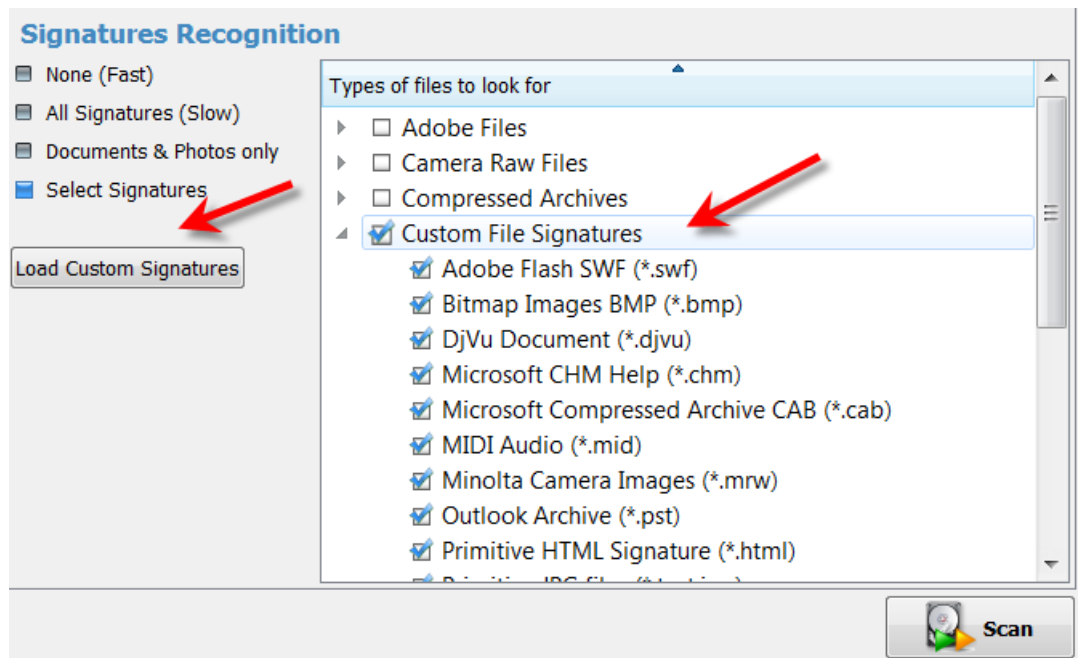 Signatures Recognition
None (Fast)
All Signatures (Slow)
Documents & Photos only
Select Signatures
Load Custom Signatures
Types of files to look for
Adobe Files
Camera Raw Files
Compressed Archives
Custom File Signatures
Adobe Flash SWF (*.swf)
Bitmap Images BMP (*.bmp)
DjVu Document (*.djvu)
Microsoft CHM Help (*.chm)
Microsoft Compressed Archive CAB (*.cab)
MIDI Audio (*.mid)
Minolta Camera Images (*.mrw)
Outlook Archive (*.pst)
Primitive HTML Signature (*.html)
Scan